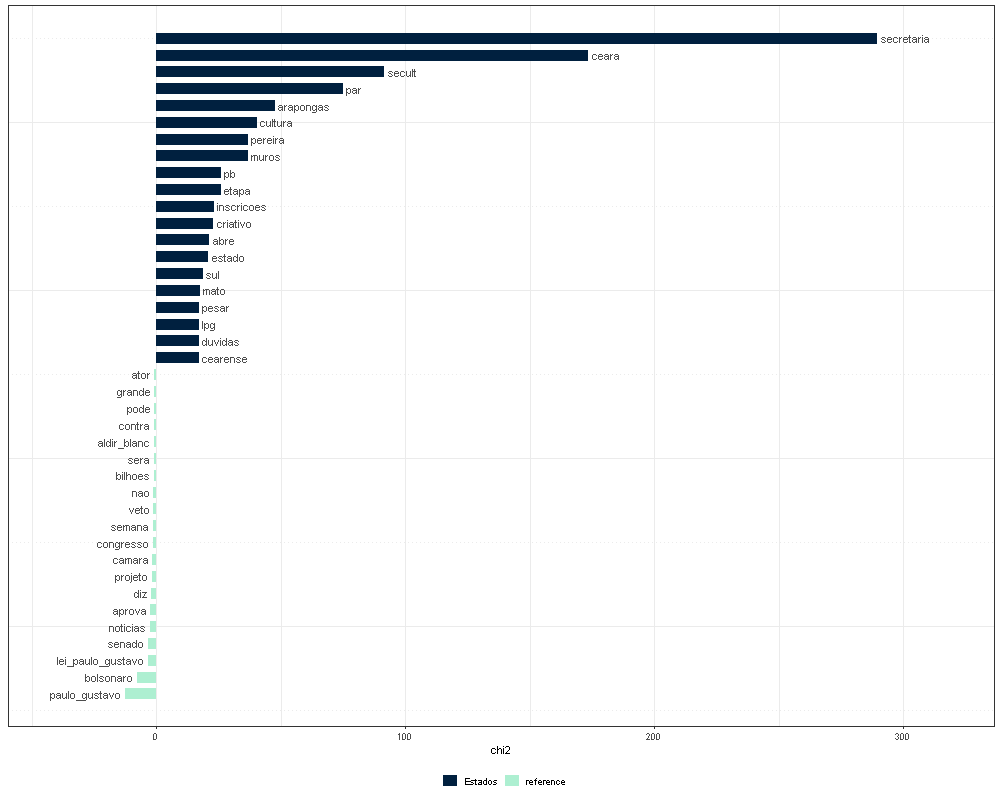 secretaria
ceara
secult
par
arapongas
cultura
pereira
muros
pb
etapa
inscricoes
criativo
abre
estado
sul
mato
pesar
lpg
duvidas
cearense
ator
grande
pode
contra
aldir_blanc
sera
bilhoes
nao
veto
semana
congresso
camara
projeto
diz
aprova
noticias
senado
lei_paulo_gustavo
bolsonaro
paulo_gustavo
0 100 200 300
chi2
Estados reference